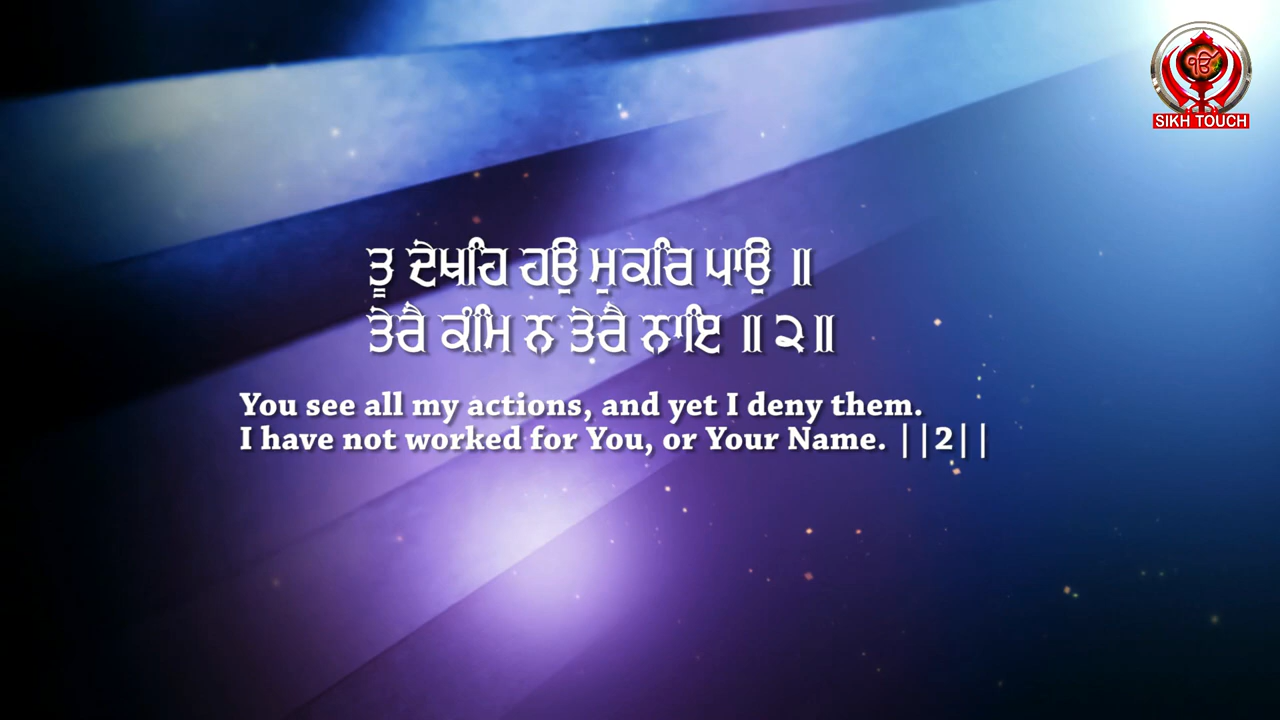 ੴ
SIKH TOUCH
ਤੂ ਦੇਖਹਿ ਹਉ ਮੁਕਰਿ ਪਾਉ ॥
ਤੇਰੈ ਕੰਮਿ ਨ ਤੇਰੈ ਨਾਇ ॥੨॥
You see all my actions, and yet I deny them.
I have not worked for You, or Your Name. ||2||